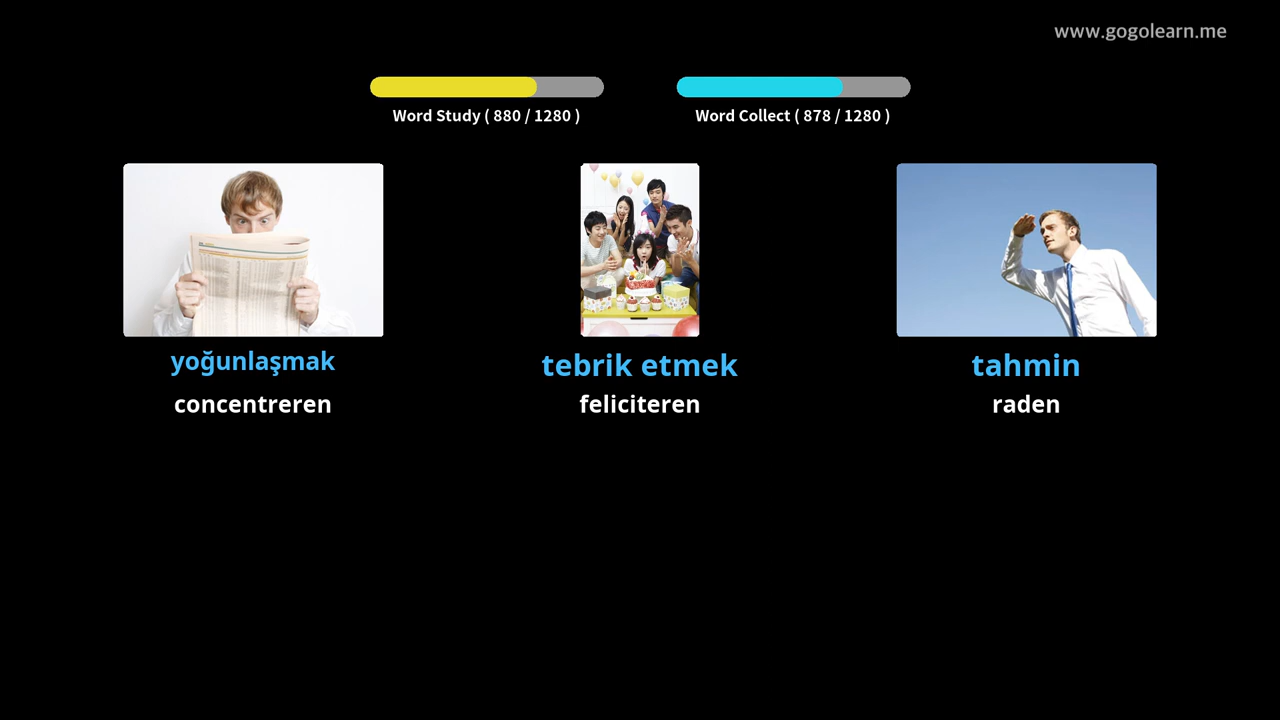 www.gogolearn.me
Word Study ( 880 / 1280 )
Word Collect ( 878 / 1280 )
yoğunlaşmak
tebrik etmek
tahmin
concentreren
feliciteren
raden